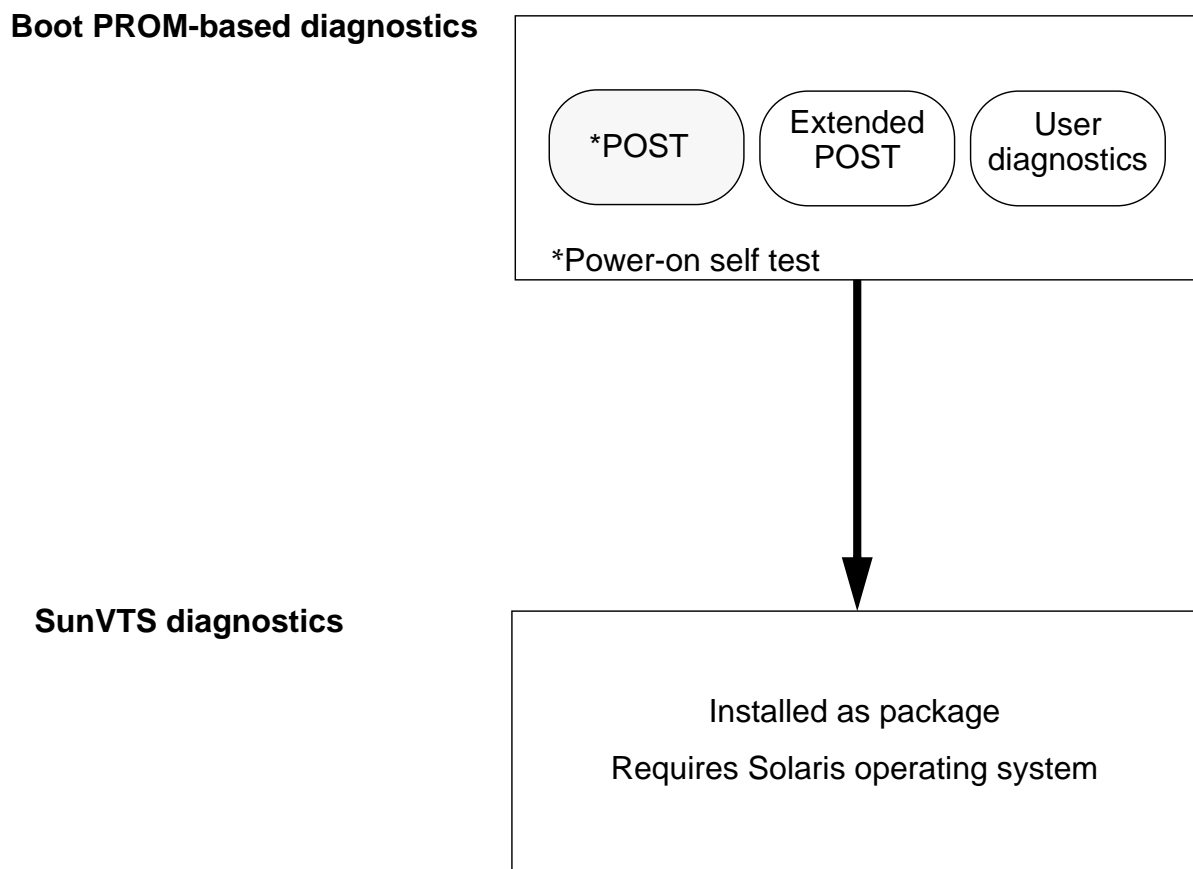 Boot PROM-based diagnostics
*POST
Extended
POST
User
diagnostics
*Power-on self test
SunVTS diagnostics
Installed as package
Requires Solaris operating system